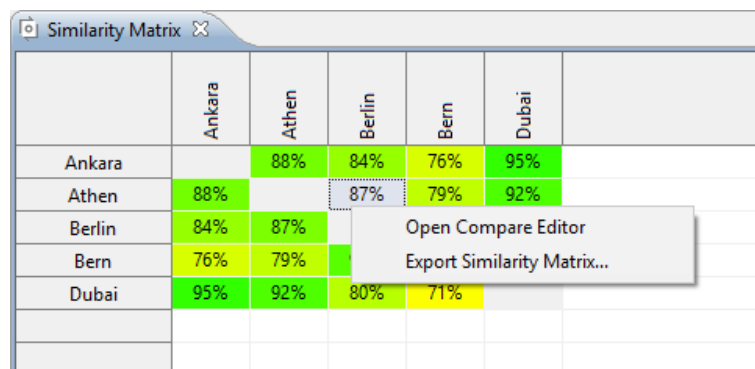 Similarity Matrix
Ankara Athen Berlin Bern Dubai
Ankara 88% 84% 76% 95%
Athen 88% 87% 79% 92%
Berlin 84% 87%
Open Compare Editor
Bern 76% 79%
Export Similarity Matrix...
Dubai 95% 92% 80% 71%